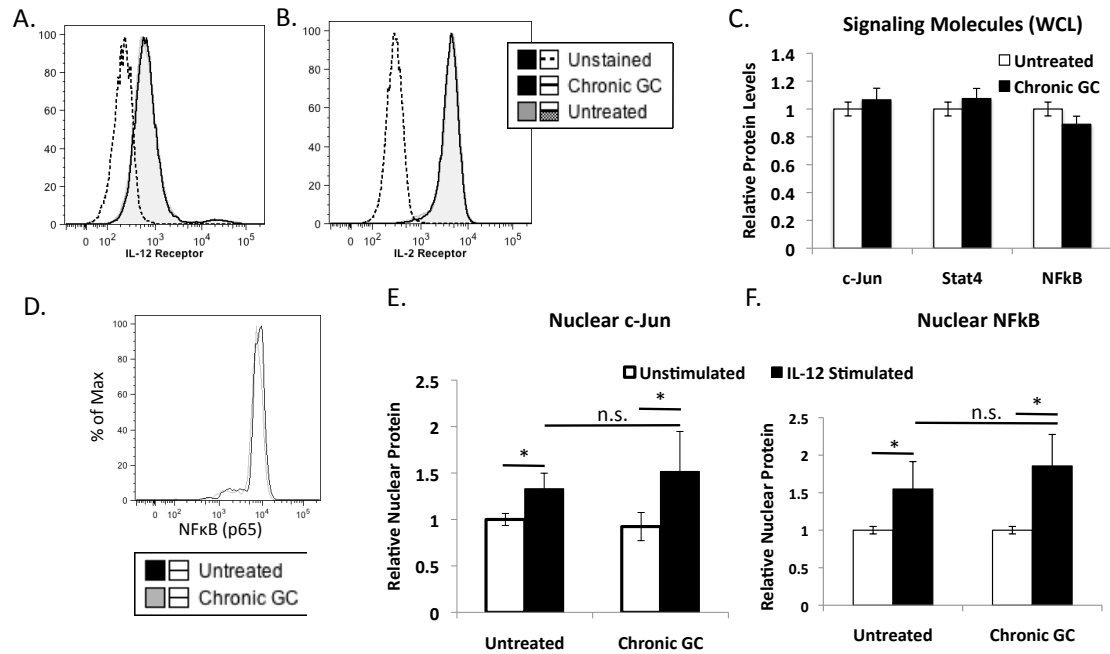 A.
100
80
60
40
20
0
0 10² 10³ 10⁴ 10⁵
IL-12 Receptor
B.
100
80
60
40
20
0
0 10² 10³ 10⁴ 10⁵
IL-2 Receptor
Unstained
Chronic GC
Untreated
C.
Signaling Molecules (WCL)
Relative Protein Levels
1.4
1.2
1
0.8
0.6
0.4
0.2
0
Untreated
Chronic GC
c-Jun Stat4 NFkB
D.
% of Max
100
80
60
40
20
0
0 10² 10³ 10⁴ 10⁵
NFκB (p65)
Untreated
Chronic GC
E.
Nuclear c-Jun
Unstimulated IL-12 Stimulated
Relative Nuclear Protein
2.5
2
1.5
1
0.5
0
*
n.s.
*
Untreated Chronic GC
F.
Nuclear NFkB
Relative Nuclear Protein
2.5
2
1.5
1
0.5
0
*
n.s.
*
Untreated Chronic GC